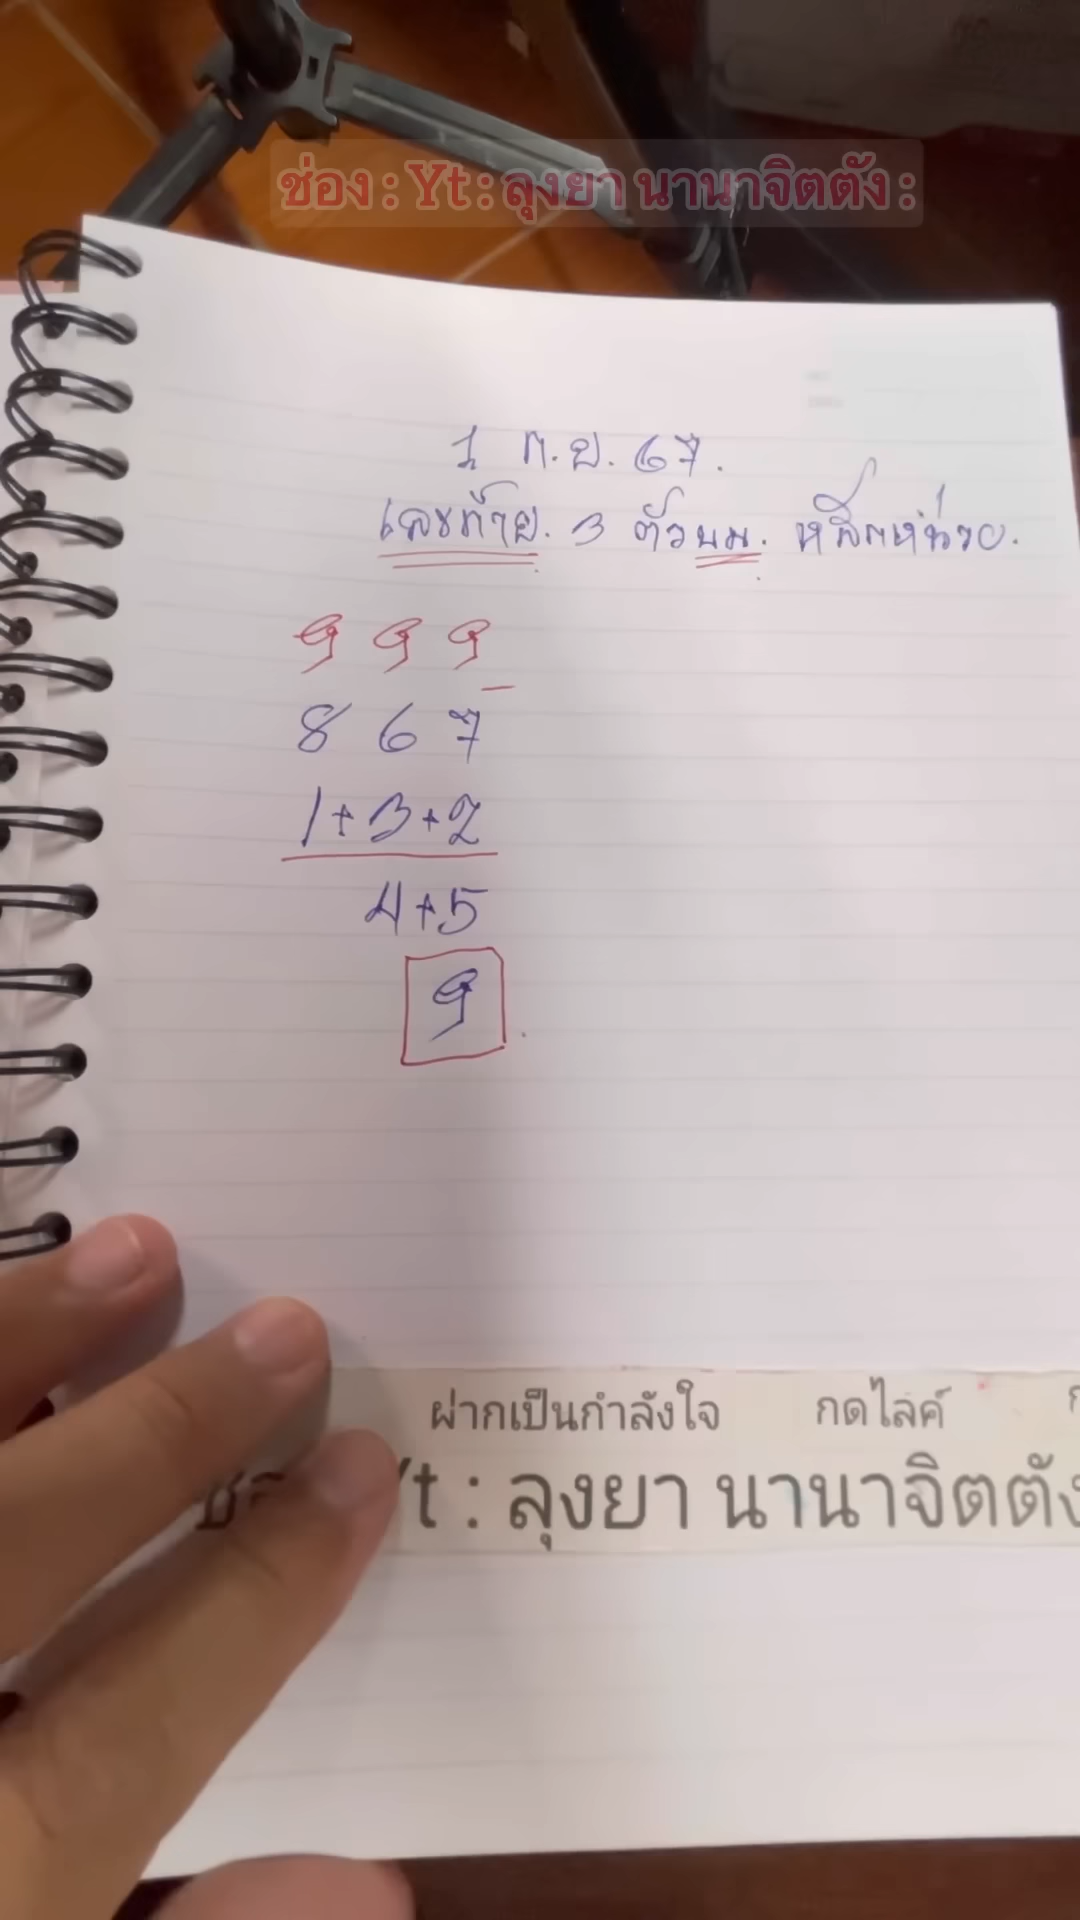 ช่อง : Yt : ลุงยา นานาจิตตัง :
1 ก.ย. 67.
เลขท้าย. 3 ตัวบน. หลักหน่วย.
9 9 9
8 6 7
1+3+2
4+5
9
ฝากเป็นกำลังใจ กดไลค์
Yt : ลุงยา นานาจิตตัง